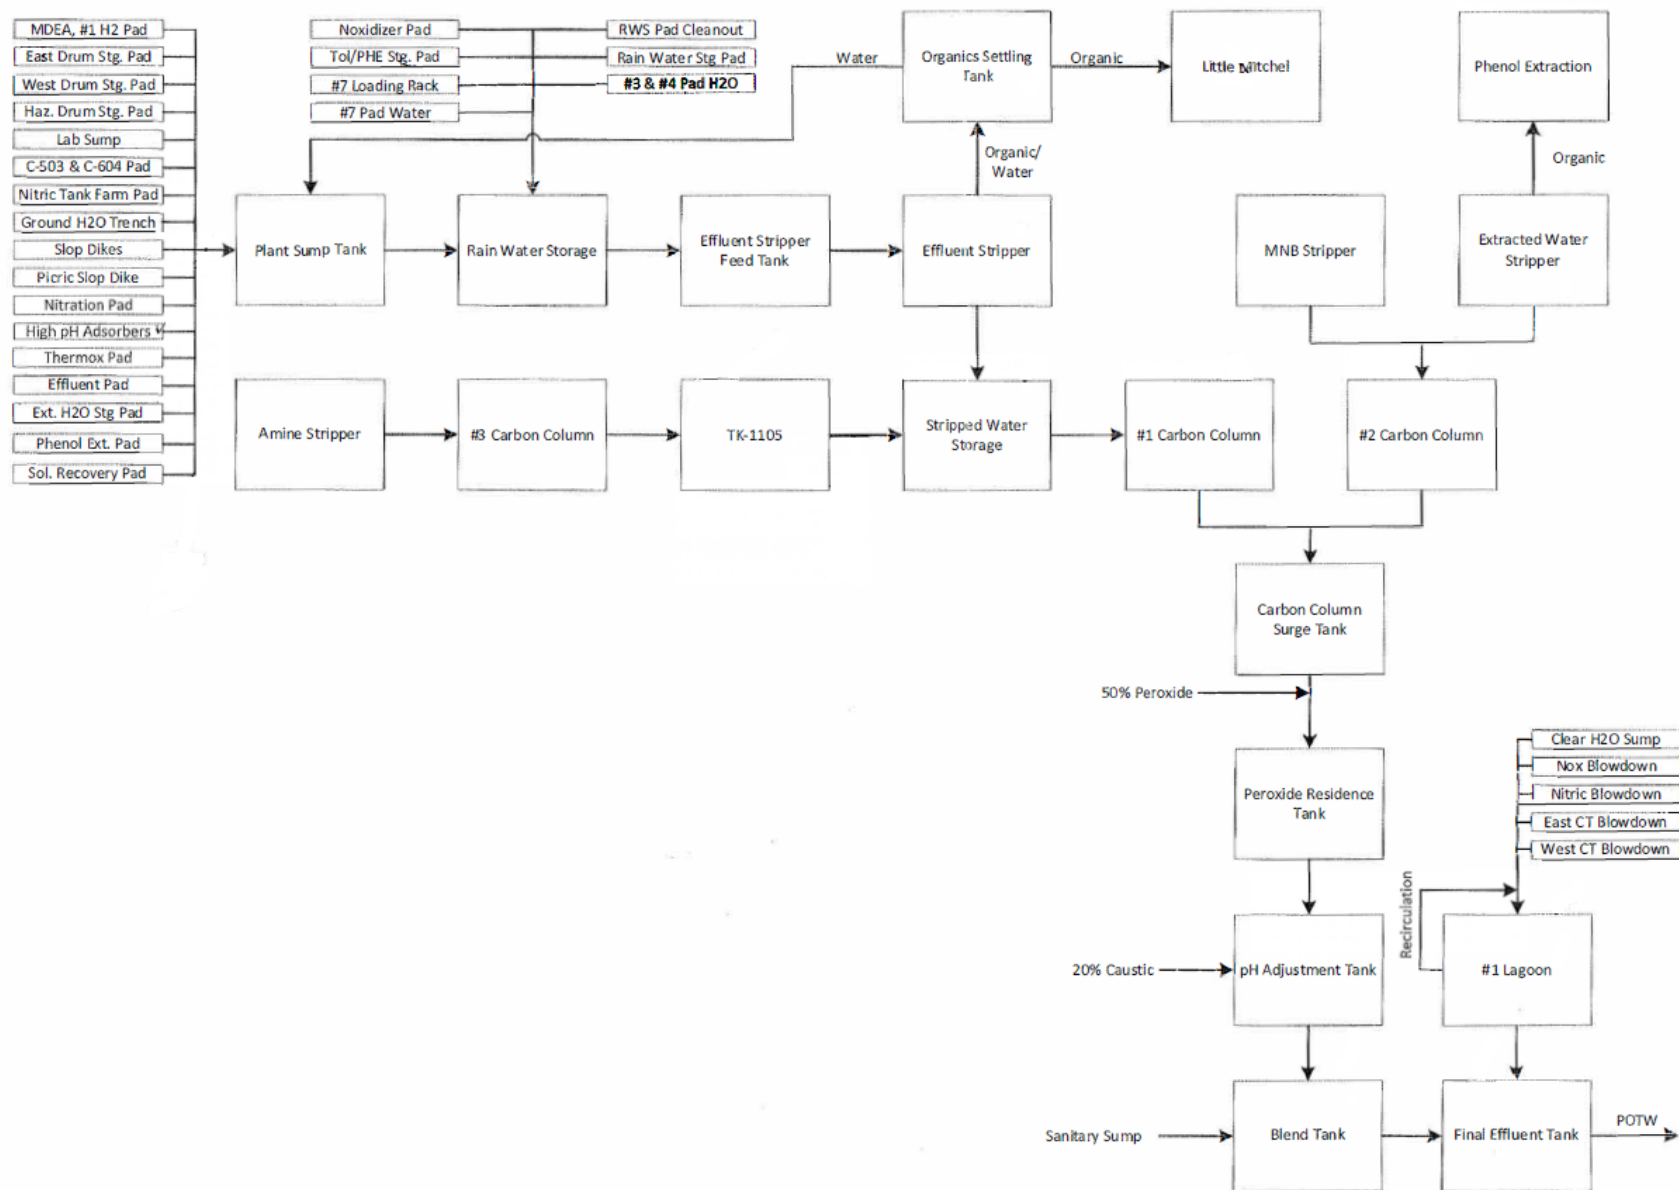 MDEA, #1 H2 Pad
East Drum Stg. Pad
West Drum Stg. Pad
Haz. Drum Stg. Pad
Lab Sump
C-503 & C-604 Pad
Nitric Tank Farm Pad
Ground H2O Trench
Slop Dikes
Picric Slop Dike
Nitration Pad
High pH Adsorbers
Thermox Pad
Effluent Pad
Ext. H2O Stg Pad
Phenol Ext. Pad
Sol. Recovery Pad
Noxidizer Pad
Tol/PHE Stg. Pad
#7 Loading Rack
#7 Pad Water
RWS Pad Cleanout
Rain Water Stg Pad
#3 & #4 Pad H2O
Water
Organics Settling
Tank
Organic
Little Mitchel
Phenol Extraction
Organic/
Water
Organic
Plant Sump Tank
Rain Water Storage
Effluent Stripper
Feed Tank
Effluent Stripper
MNB Stripper
Extracted Water
Stripper
Amine Stripper
#3 Carbon Column
TK-1105
Stripped Water
Storage
#1 Carbon Column
#2 Carbon Column
Carbon Column
Surge Tank
50% Peroxide
Peroxide Residence
Tank
Clear H2O Sump
Nox Blowdown
Nitric Blowdown
East CT Blowdown
West CT Blowdown
Recirculation
20% Caustic
pH Adjustment Tank
#1 Lagoon
Sanitary Sump
Blend Tank
Final Effluent Tank
POTW